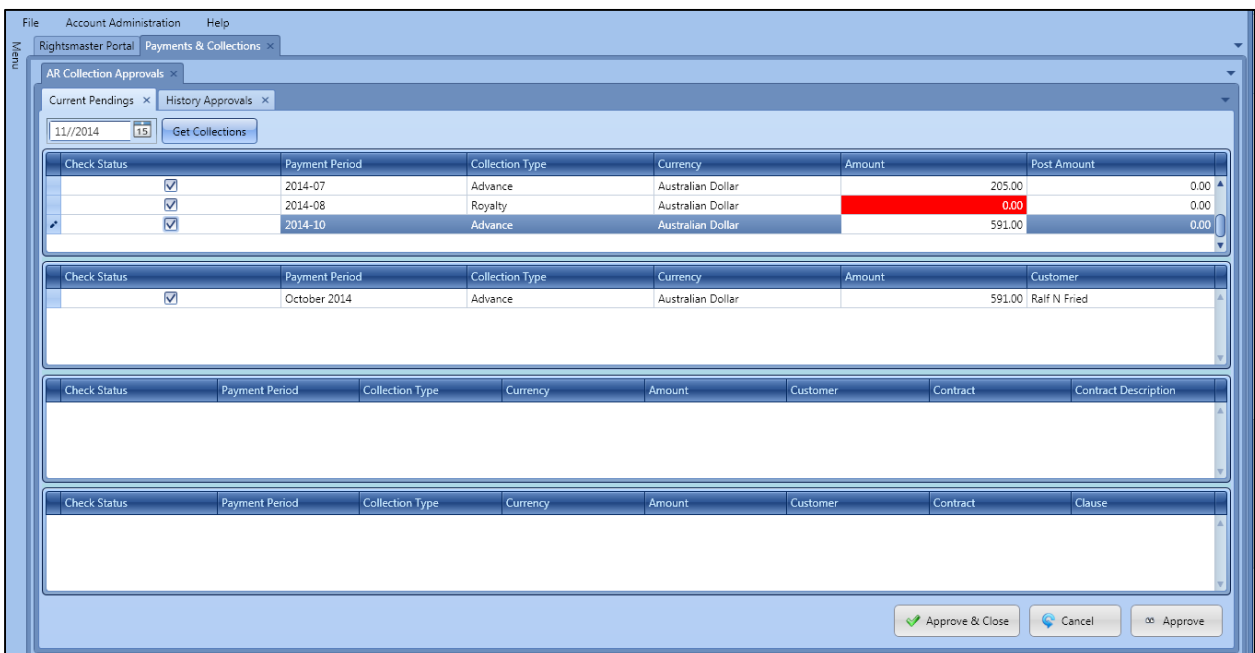 File Account Administration Help
Menu
Rightsmaster Portal Payments & Collections ×
AR Collection Approvals ×
Current Pendings × History Approvals ×
11//2014 15 Get Collections
Check Status Payment Period Collection Type Currency Amount Post Amount
2014-07 Advance Australian Dollar 205.00 0.00
2014-08 Royalty Australian Dollar 0.00 0.00
2014-10 Advance Australian Dollar 591.00 0.00
Check Status Payment Period Collection Type Currency Amount Customer
October 2014 Advance Australian Dollar 591.00 Ralf N Fried
Check Status Payment Period Collection Type Currency Amount Customer Contract Contract Description
Check Status Payment Period Collection Type Currency Amount Customer Contract Clause
Approve & Close Cancel Approve